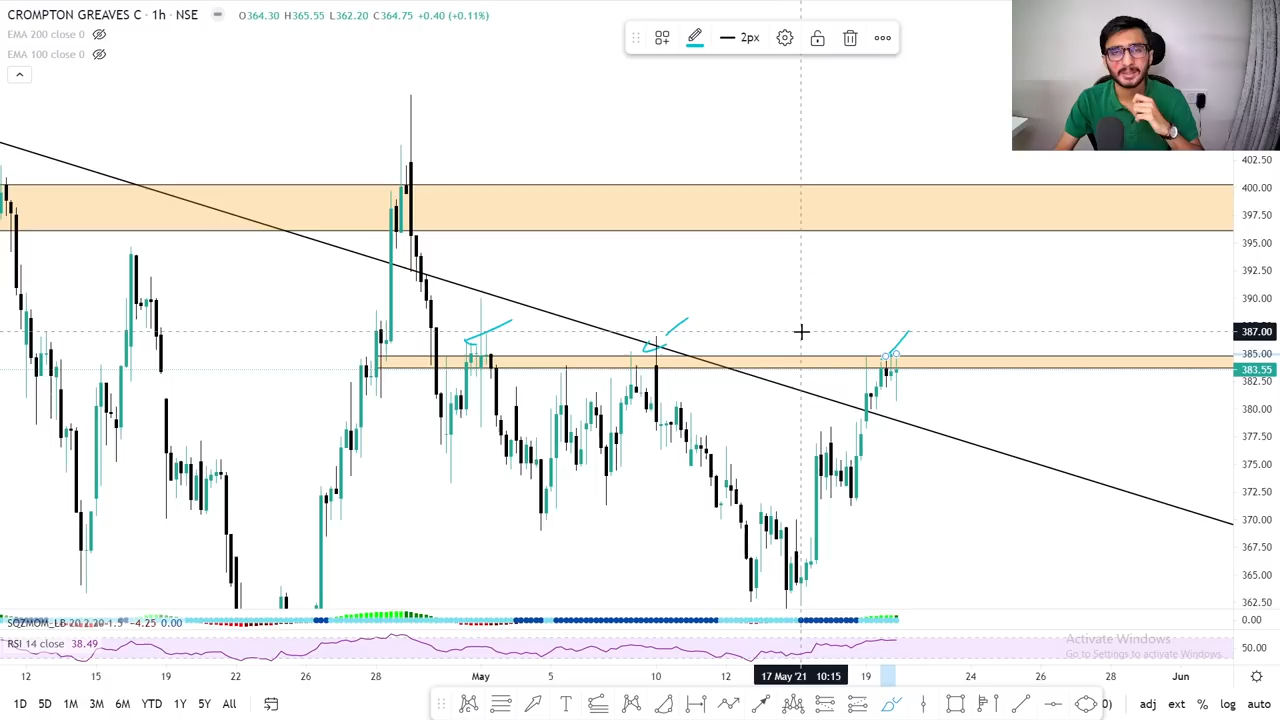 CROMPTON GREAVES C · 1h · NSE O364.30 H365.55 L362.20 C364.75 +0.40 (+0.11%)
EMA 200 close 0
EMA 100 close 0
2px
402.50
400.00
397.50
395.00
392.50
390.00
387.00
385.00
383.55
382.50
380.00
377.50
375.00
372.50
370.00
367.50
365.00
362.50
SQZMOM_LB 20 2 20 1.5 −4.25 0.00
0.00
RSI 14 close 38.49
50.00
Activate Windows
Go to Settings to activate Windows.
12 15 19 22 26 28 May 5 10 12 17 May '21 10:15 19 24 26 28 Jun
1D 5D 1M 3M 6M YTD 1Y 5Y All adj ext % log auto